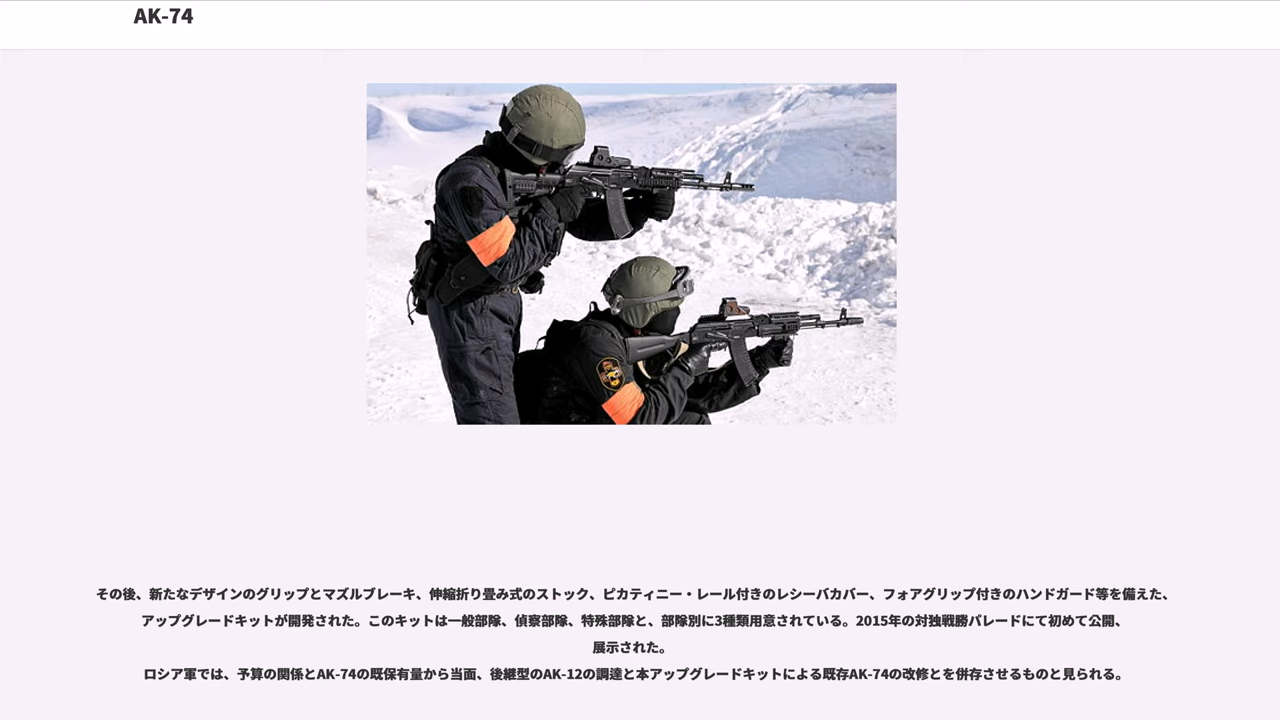 AK-74
その後、新たなデザインのグリップとマズルブレーキ、伸縮折り畳み式のストック、ピカティニー・レール付きのレシーバカバー、フォアグリップ付きのハンドガード等を備えた、
アップグレードキットが開発された。このキットは一般部隊、偵察部隊、特殊部隊と、部隊別に3種類用意されている。2015年の対独戦勝パレードにて初めて公開、
展示された。
ロシア軍では、予算の関係とAK-74の既保有量から当面、後継型のAK-12の調達と本アップグレードキットによる既存AK-74の改修とを併存させるものと見られる。